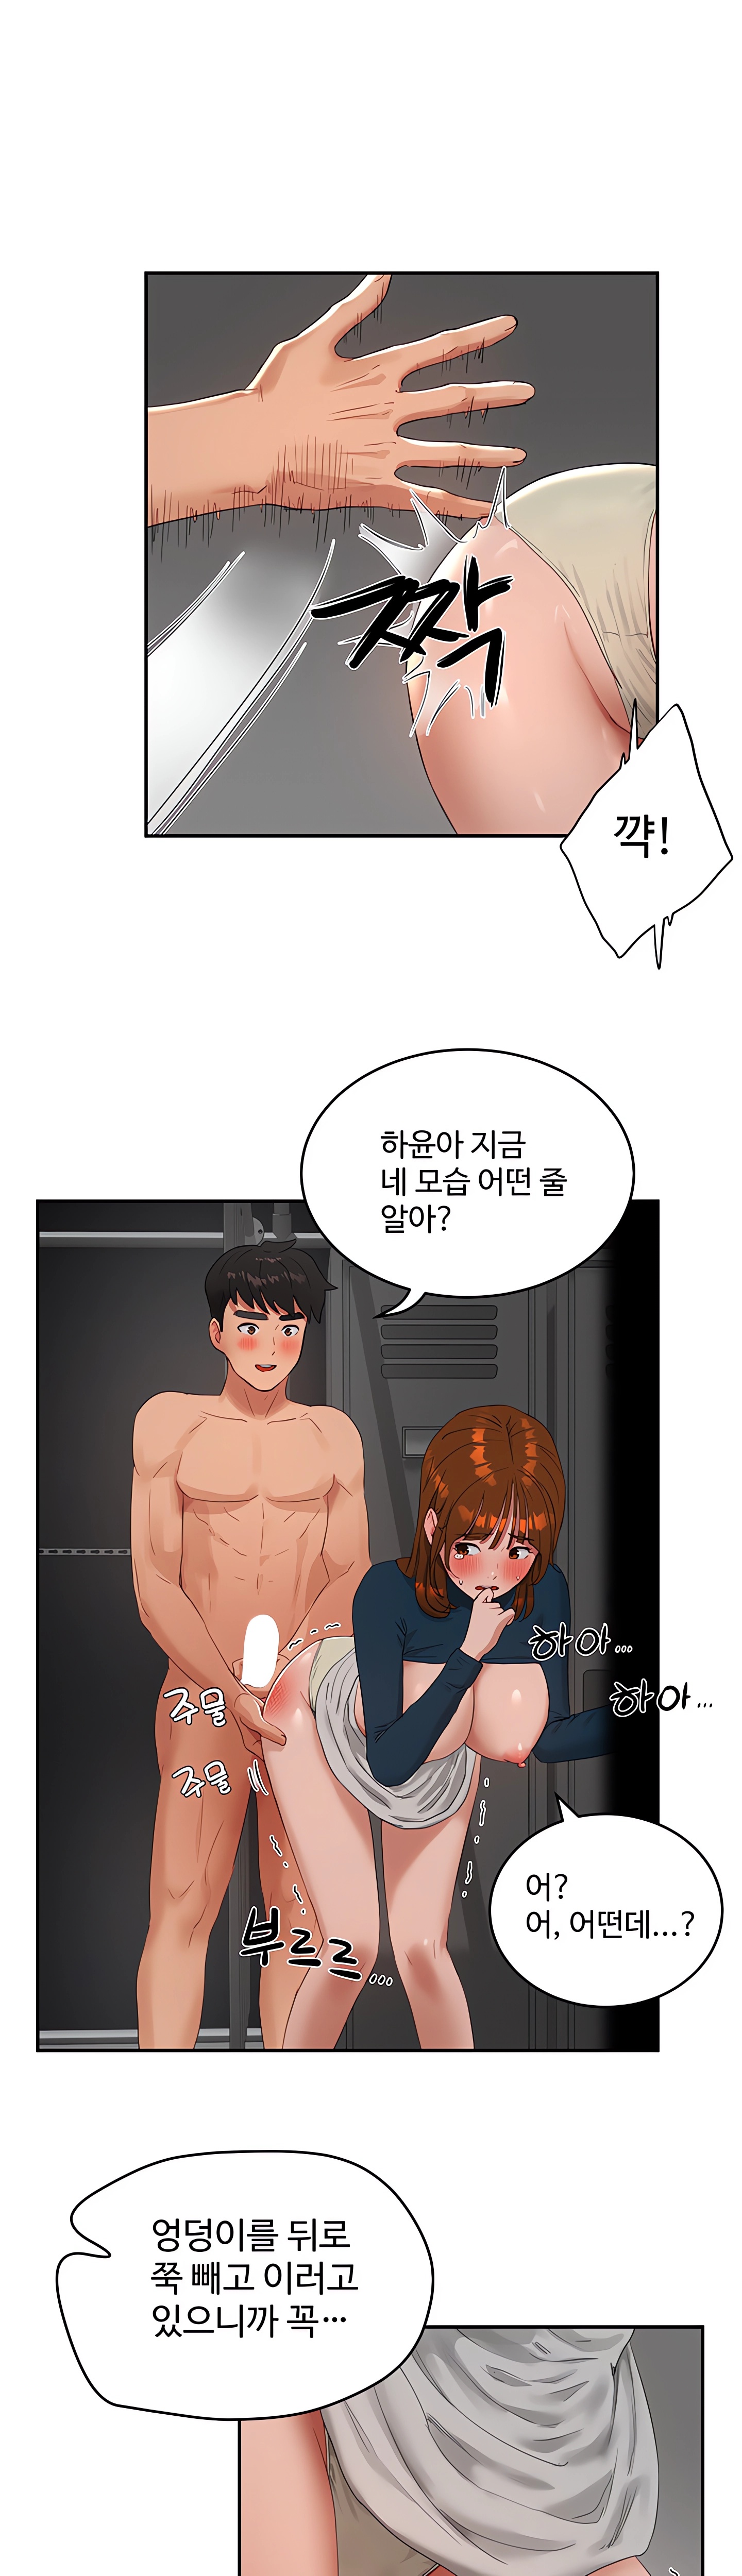 짝
꺅!
하윤아 지금
네 모습 어떤 줄
알아?
하아...
하아...
주물
주물
어?
어, 어떤데...?
부르르...
엉덩이를 뒤로
쭉 빼고 이러고
있으니까 꼭…